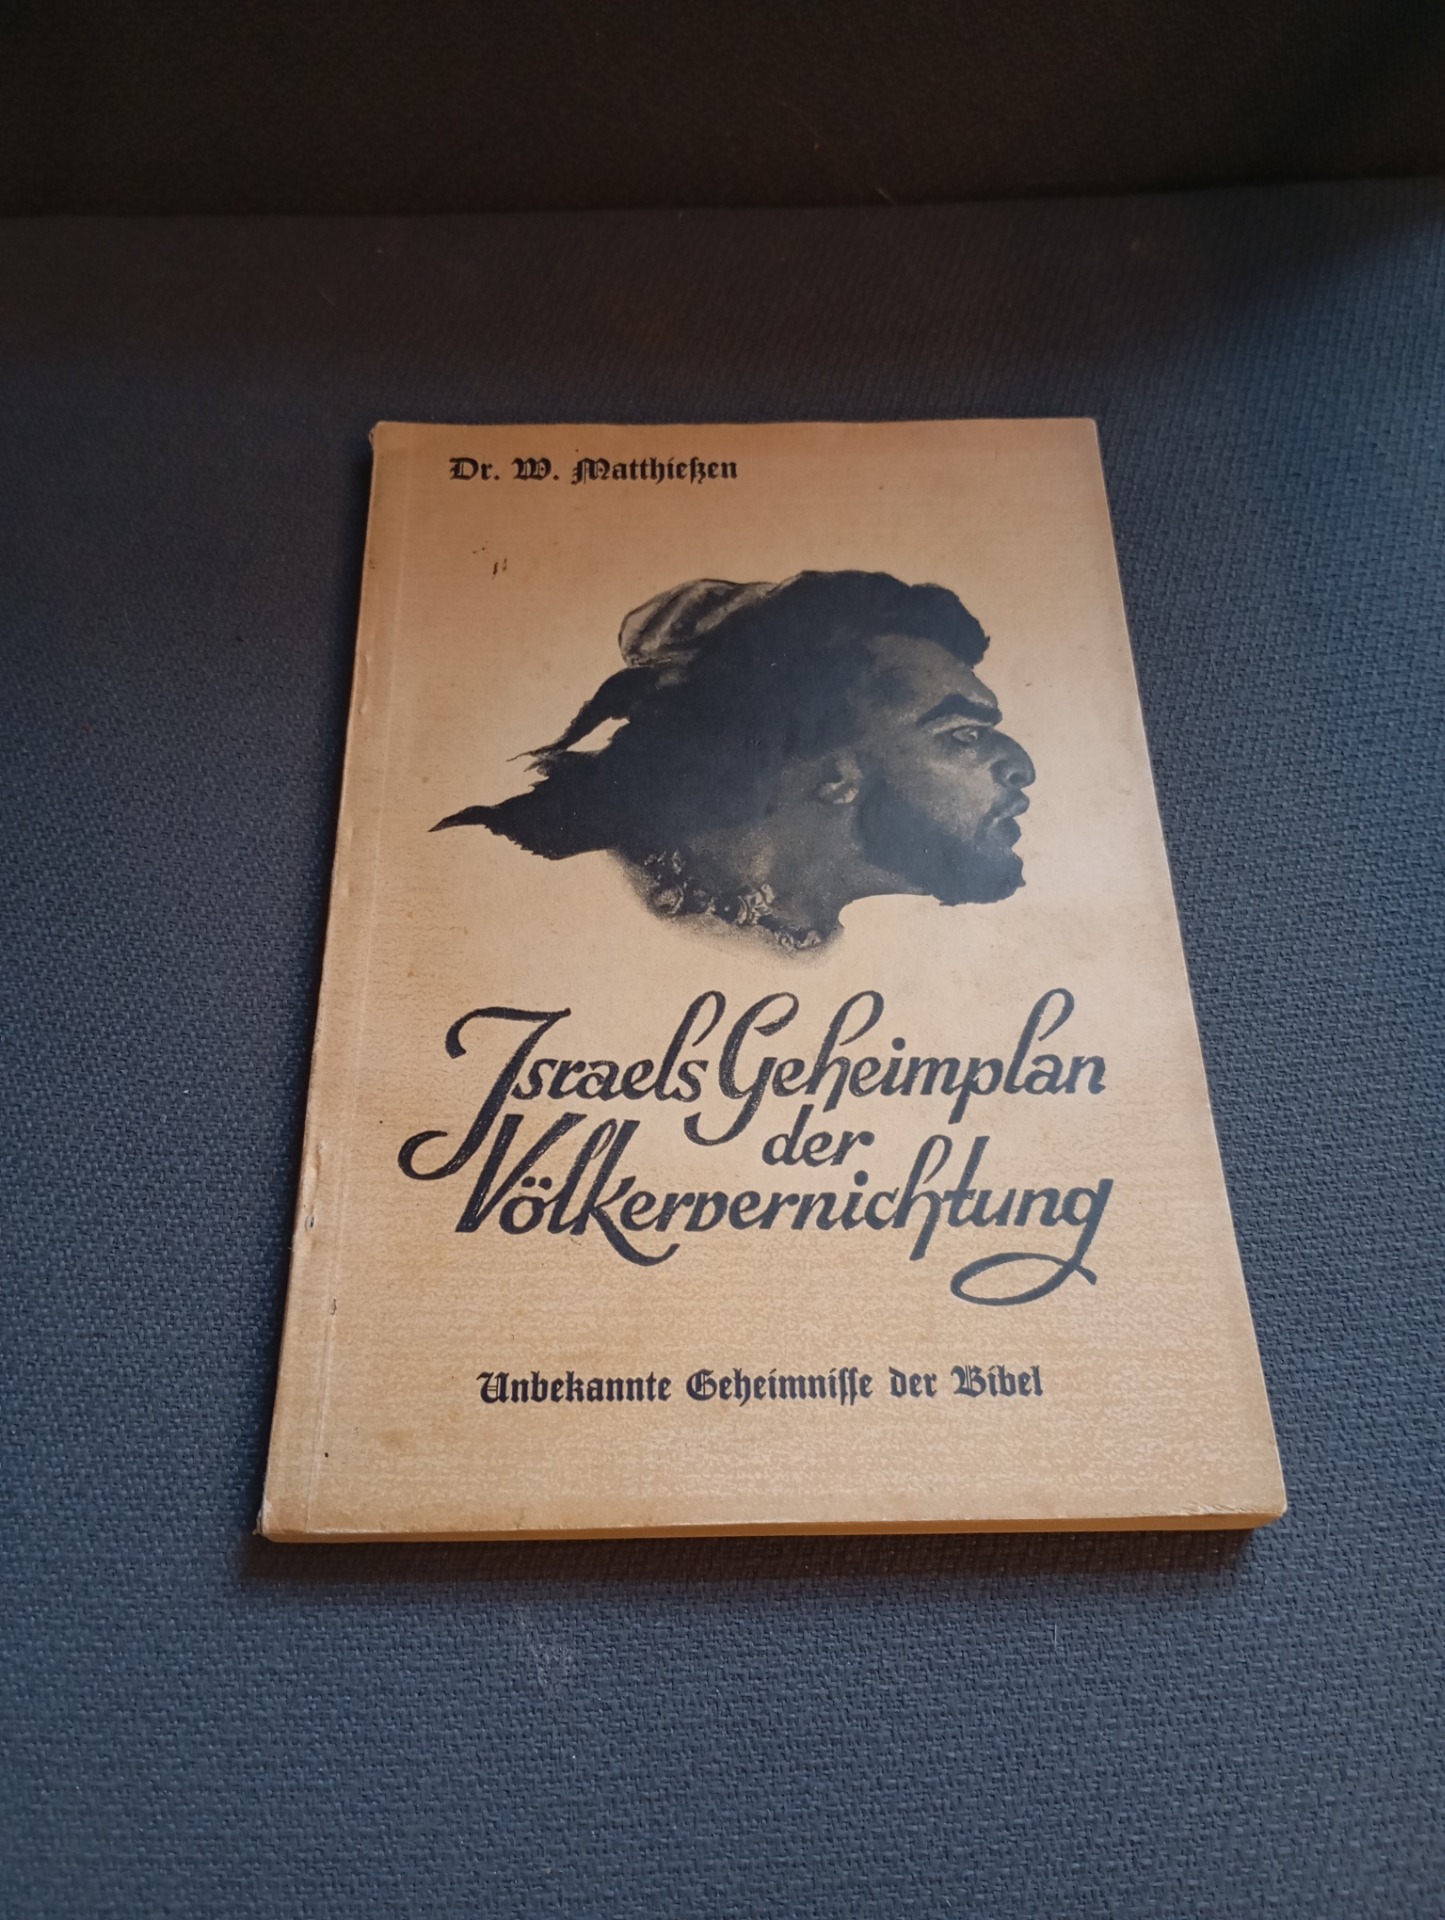 Dr. W. Matthießen
Israels Geheimplan
der
Völkervernichtung
Unbekannte Geheimnisse der Bibel